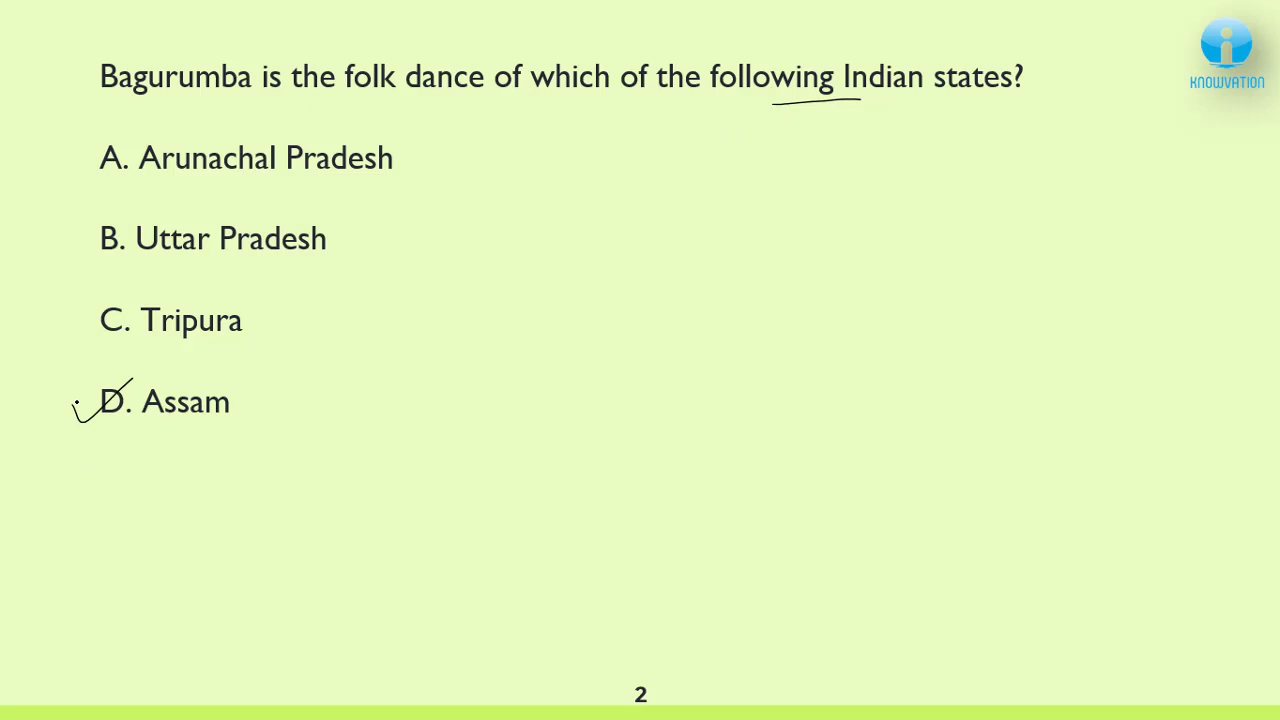 Bagurumba is the folk dance of which of the following Indian states?
KNOWVATION
A. Arunachal Pradesh
B. Uttar Pradesh
C. Tripura
D. Assam
2